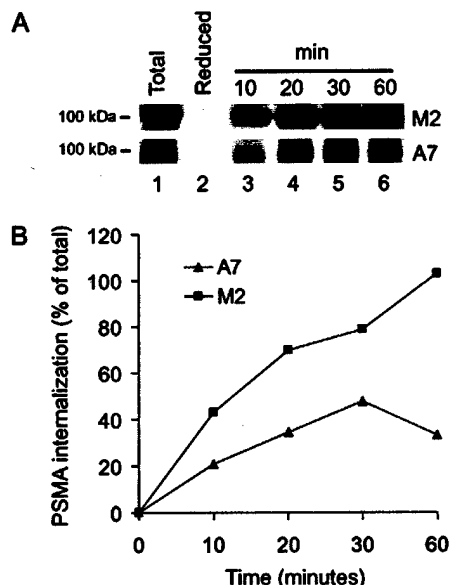 A
Total
Reduced
min
10 20 30 60
100 kDa
M2
100 kDa
A7
1 2 3 4 5 6
B
PSMA internalization (% of total)
120
100
80
60
40
20
0
A7
M2
0 10 20 30 60
Time (minutes)